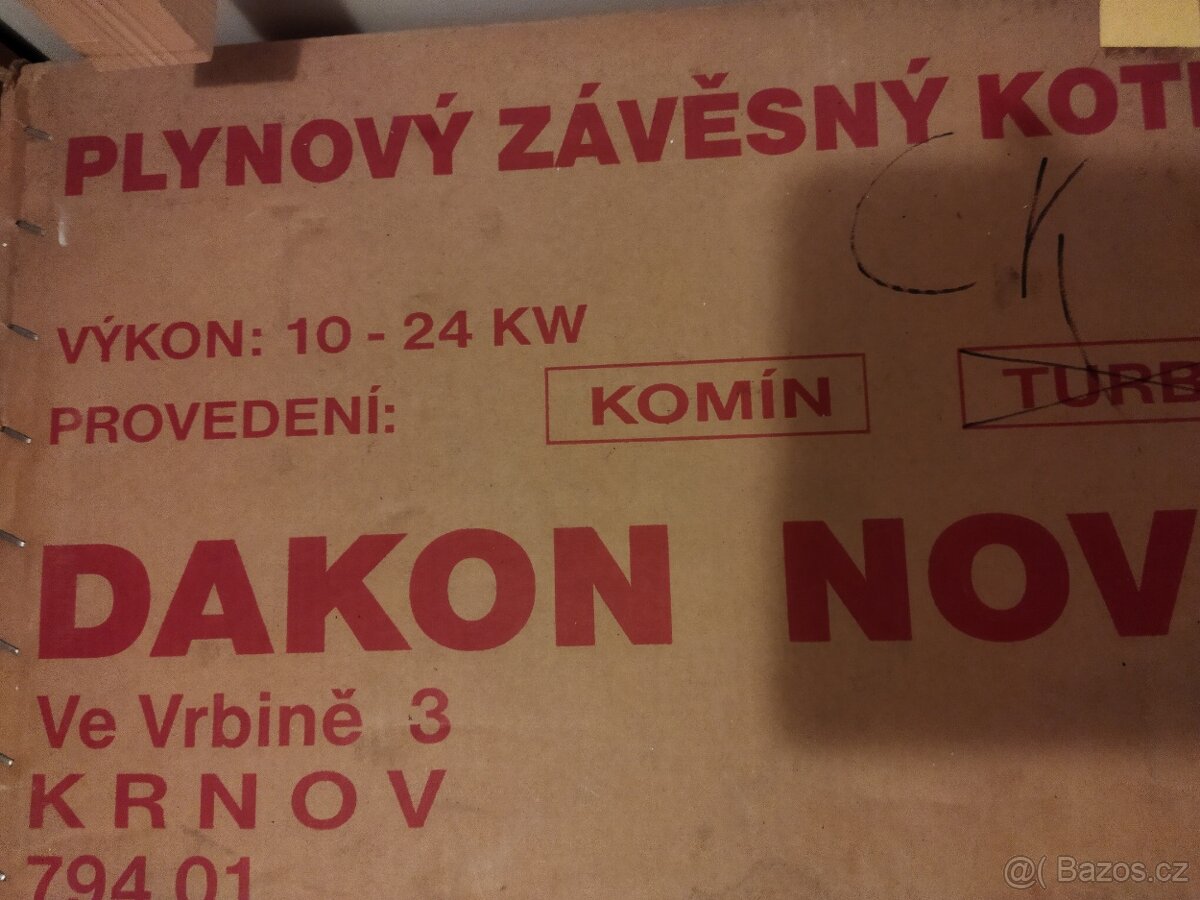 PLYNOVÝ ZÁVĚSNÝ KOT
CK
VÝKON: 10 - 24 KW
PROVEDENÍ: KOMÍN TURB
DAKON NOV
Ve Vrbině 3
KRNOV
794 01
@( Bazos.cz